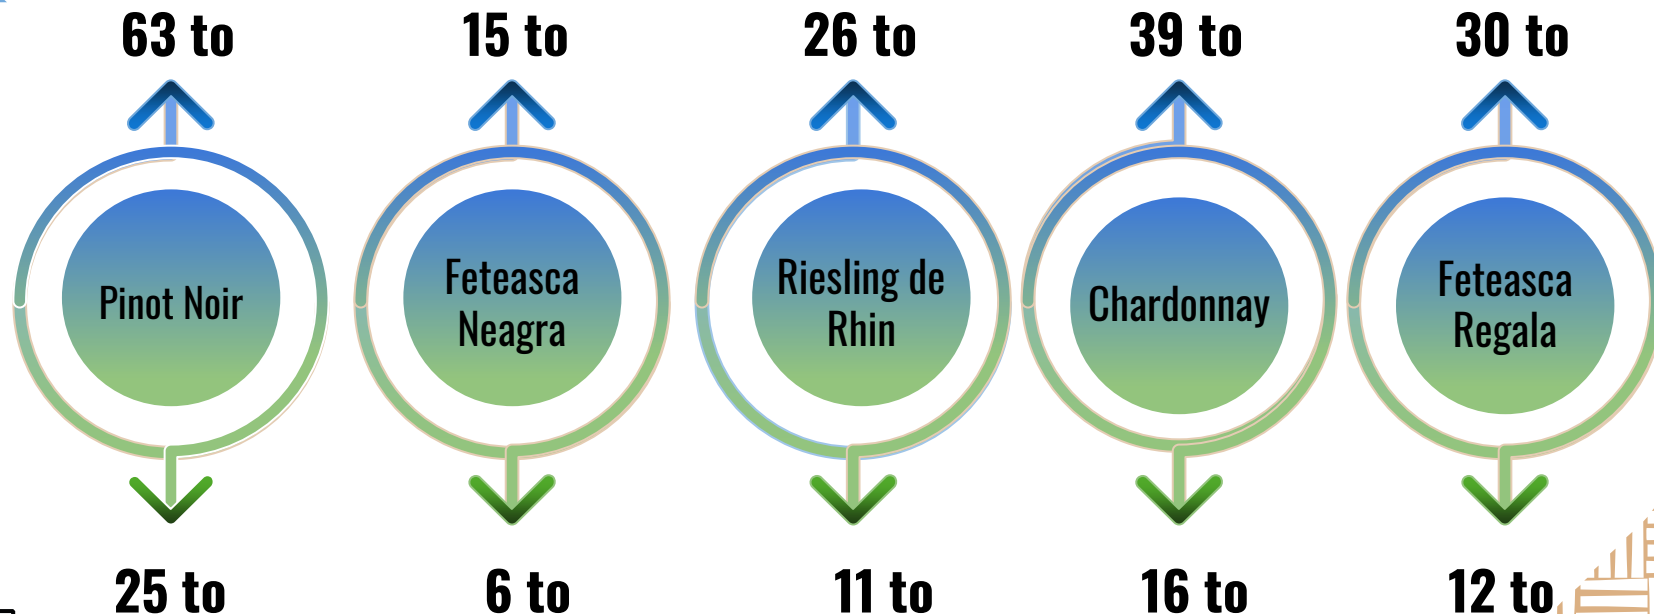 63 to
15 to
26 to
39 to
30 to
Pinot Noir
Feteasca
Neagra
Riesling de
Rhin
Chardonnay
Feteasca
Regala
25 to
6 to
11 to
16 to
12 to